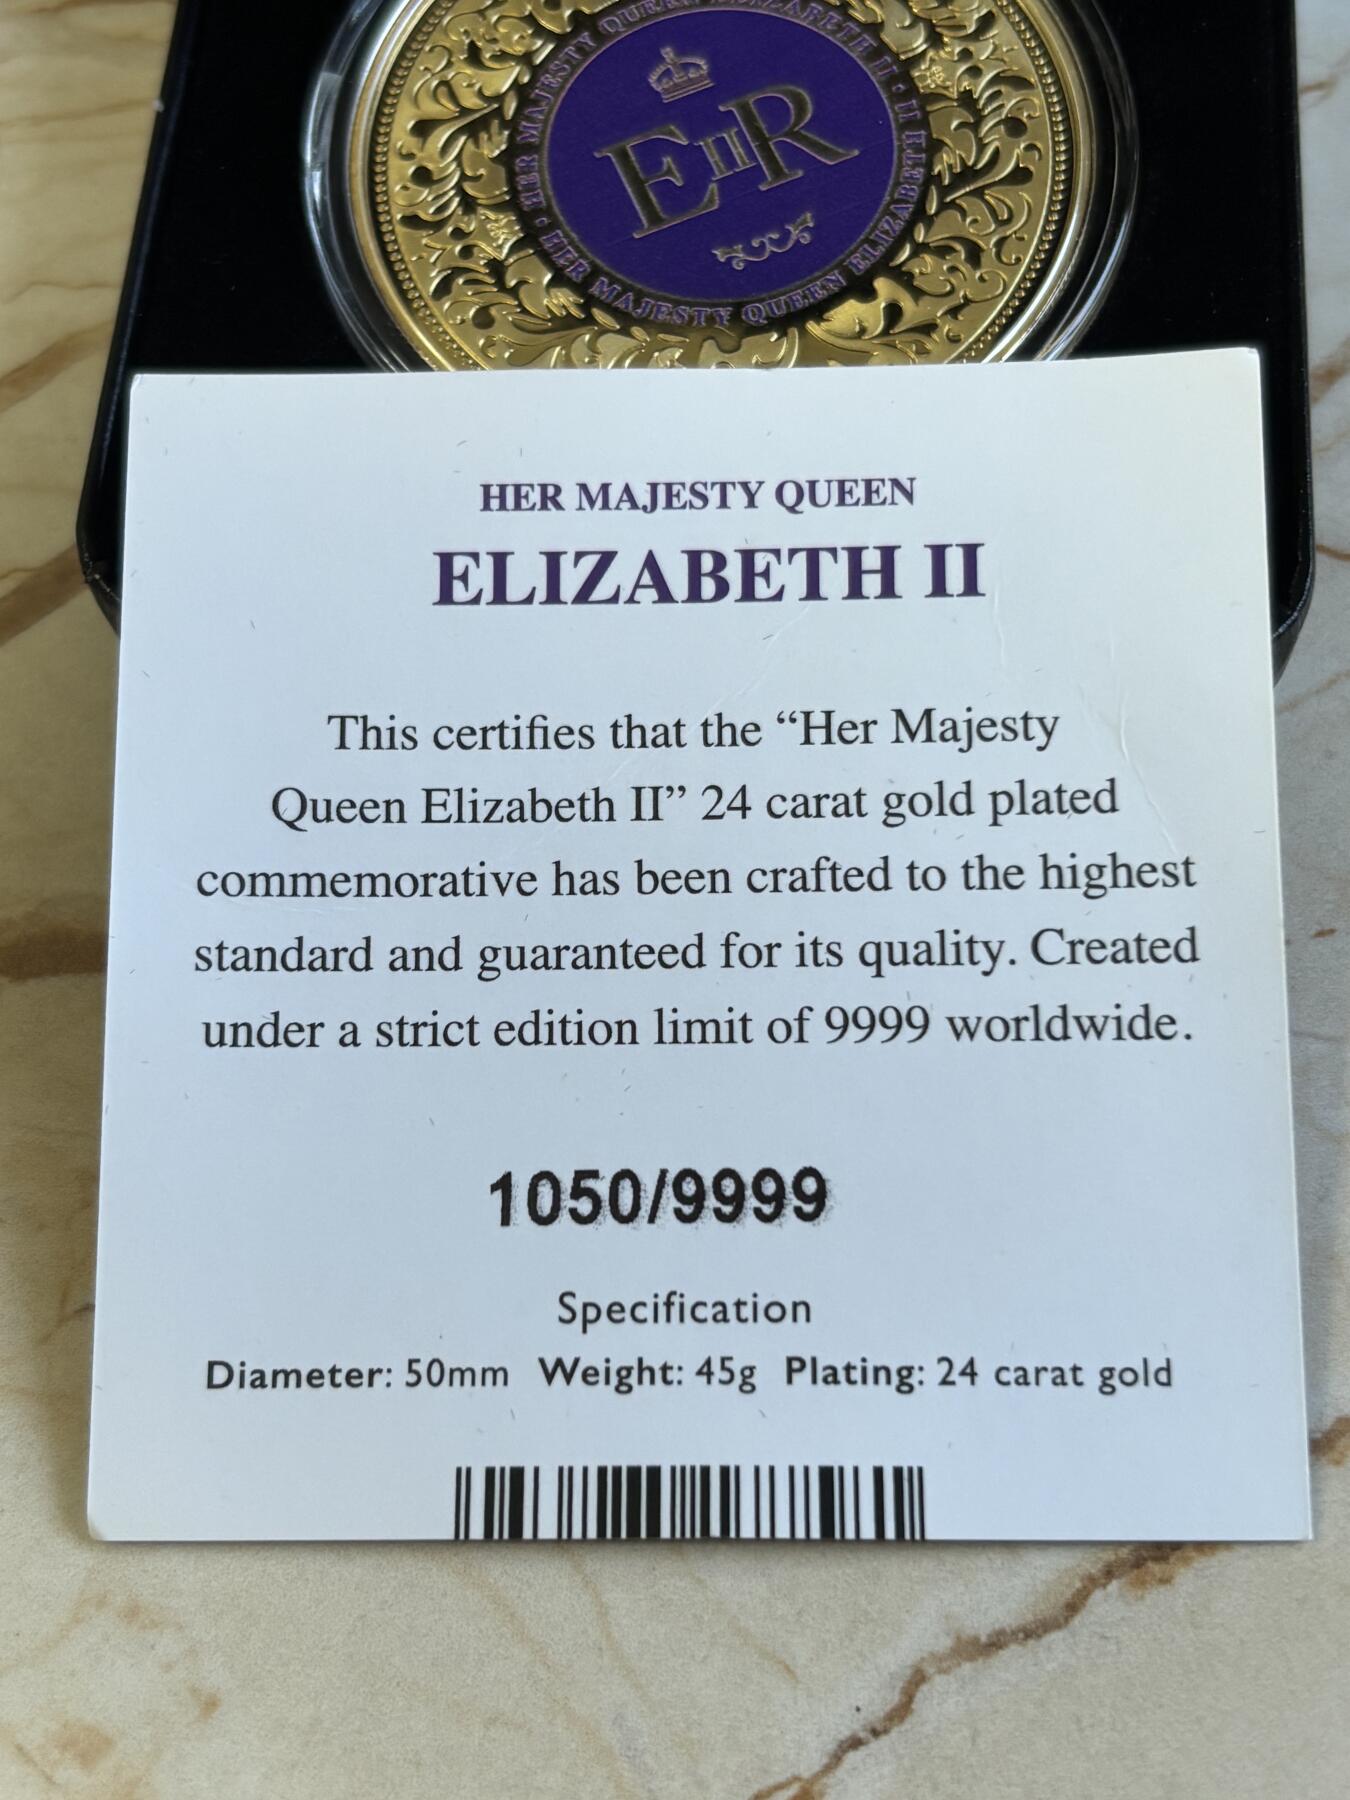 HER MAJESTY QUEEN ELIZABETH II · HER MAJESTY QUEEN ELIZABETH II ·
EIIR
HER MAJESTY QUEEN
ELIZABETH II
This certifies that the “Her Majesty
Queen Elizabeth II” 24 carat gold plated
commemorative has been crafted to the highest
standard and guaranteed for its quality. Created
under a strict edition limit of 9999 worldwide.
1050/9999
Specification
Diameter: 50mm Weight: 45g Plating: 24 carat gold